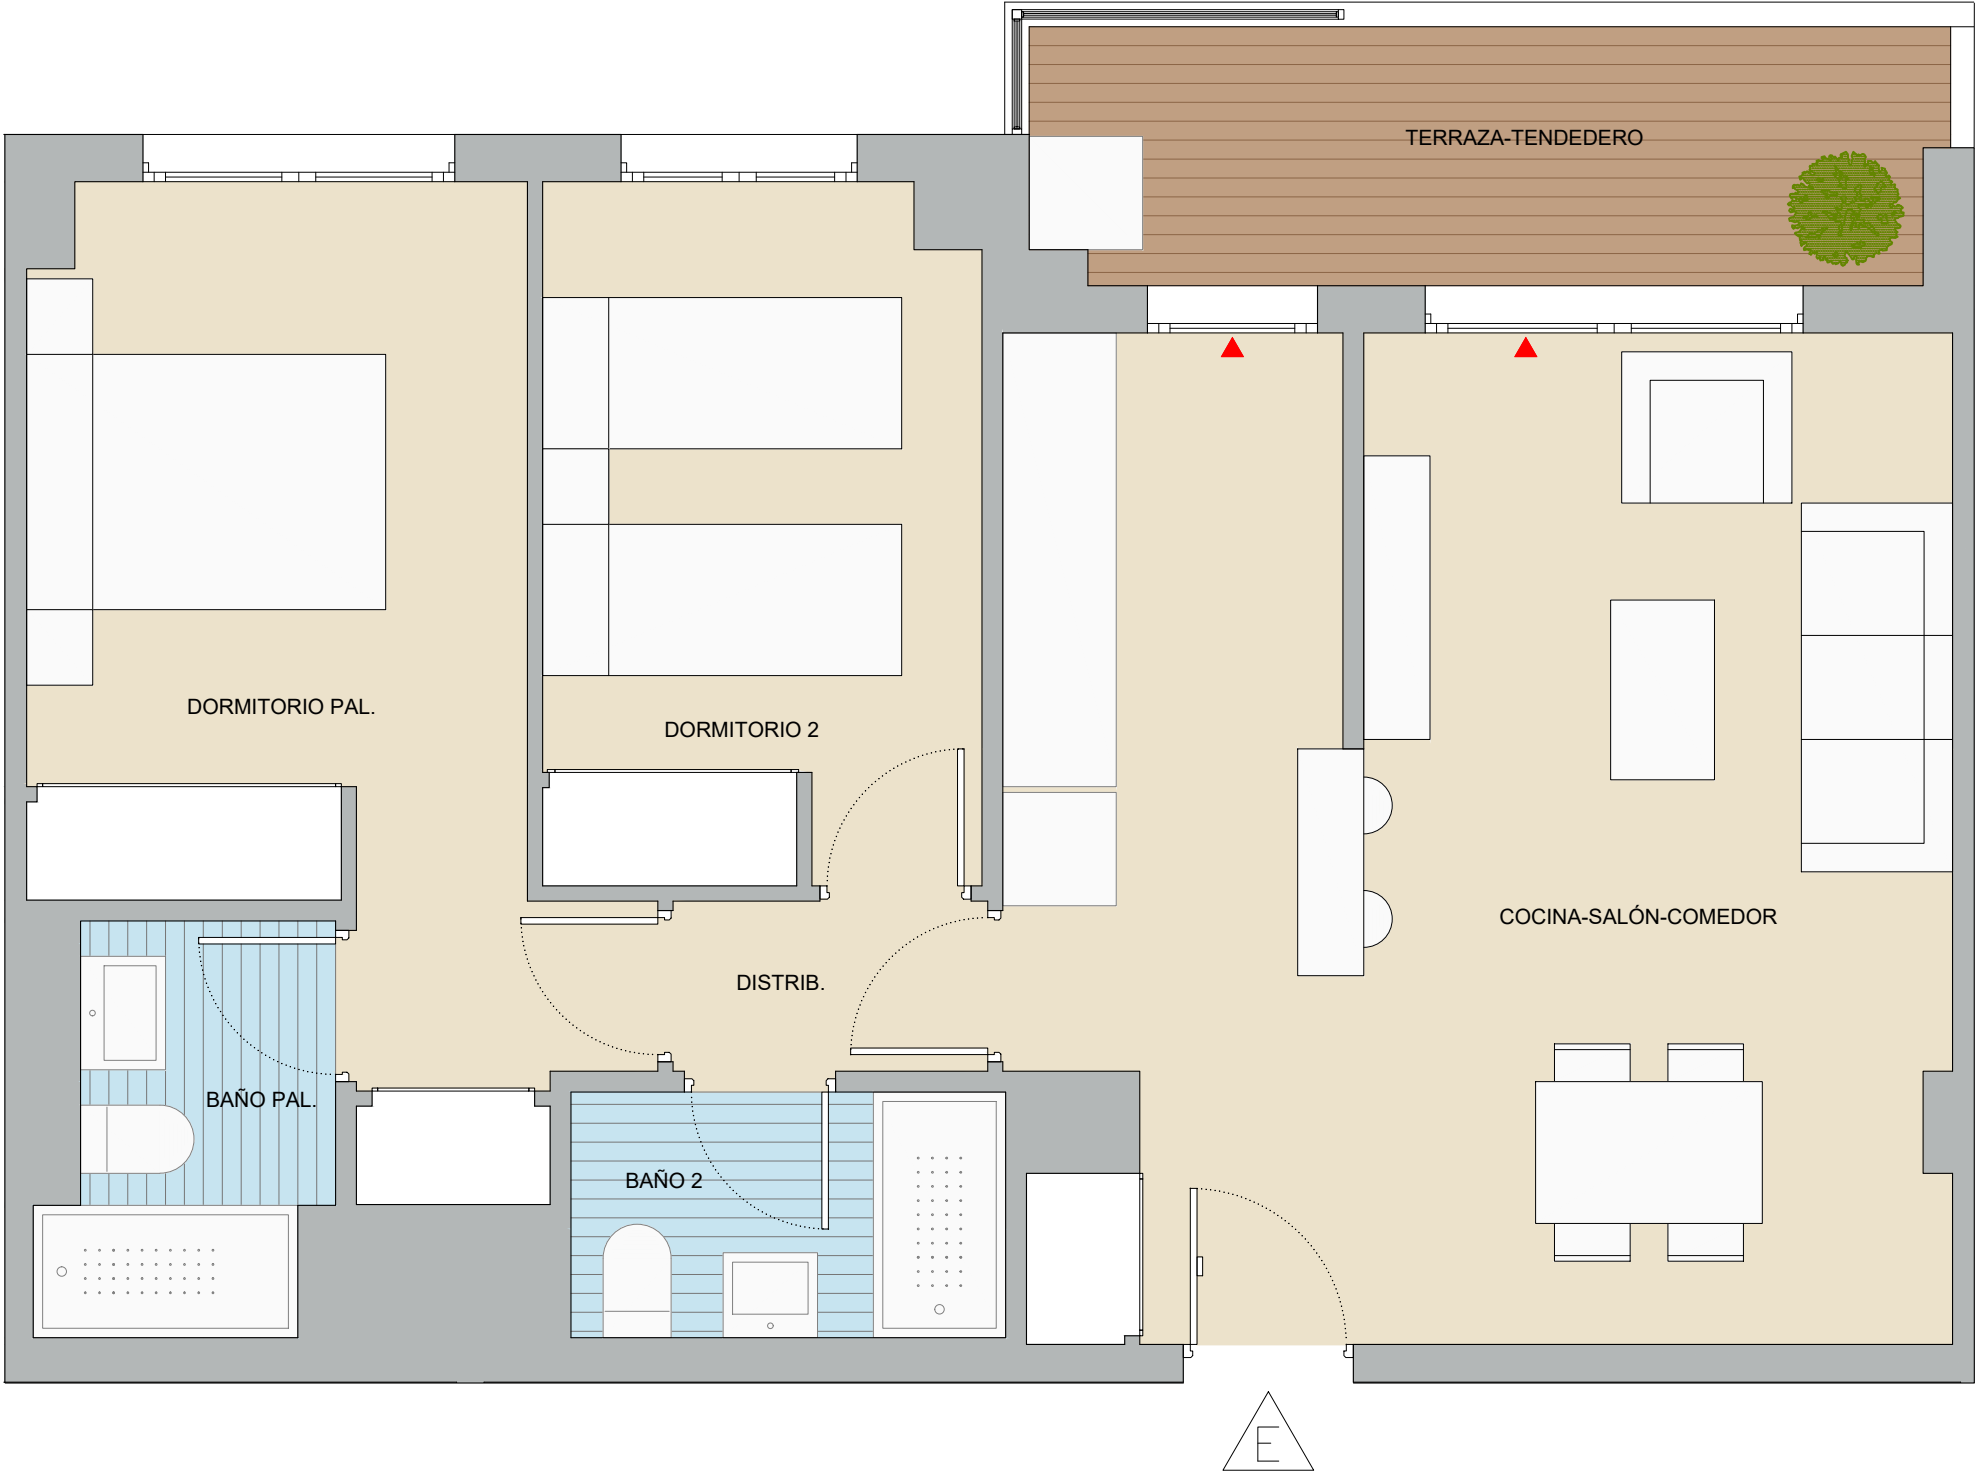 TERRAZA-TENDEDERO
DORMITORIO PAL.
DORMITORIO 2
COCINA-SALÓN-COMEDOR
DISTRIB.
BAÑO PAL.
BAÑO 2
E